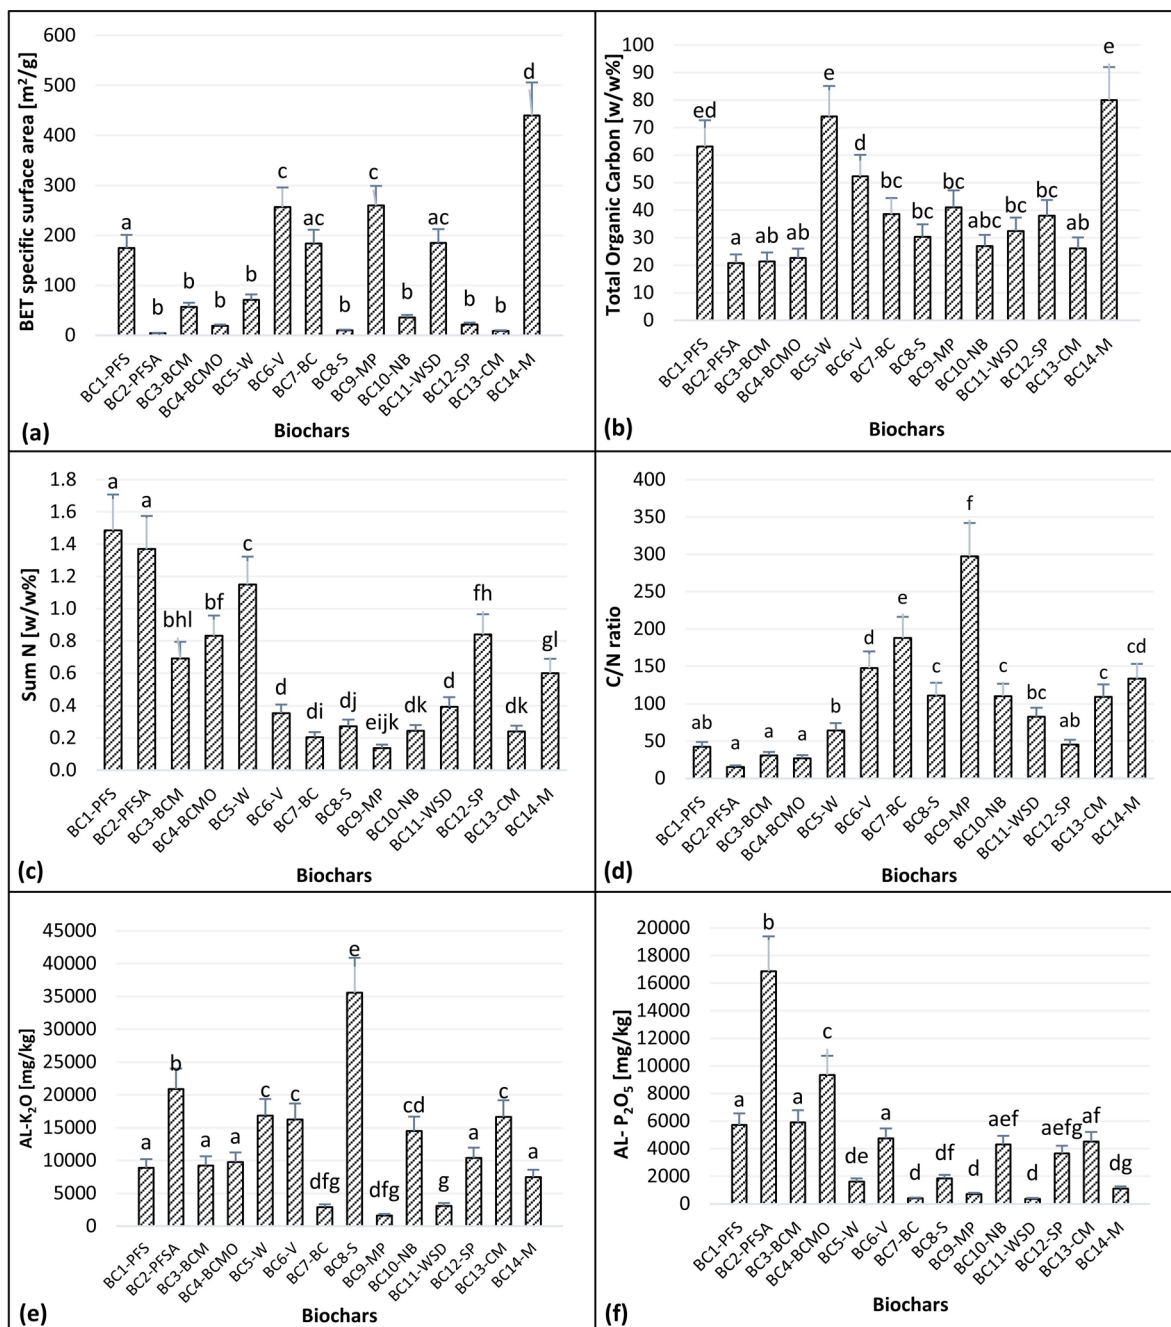 BET specific surface area [m²/g]
600
500
400
300
200
100
0
a b b b b c ac b c b ac b b d
BC1-PFS
BC2-PFSA
BC3-BCM
BC4-BCMO
BC5-W
BC6-V
BC7-BC
BC8-S
BC9-MP
BC10-NB
BC11-WSD
BC12-SP
BC13-CM
BC14-M
Biochars
(a)
Total Organic Carbon [w/w%]
100
90
80
70
60
50
40
30
20
10
0
ed a ab ab e d bc bc bc abc bc bc ab e
BC1-PFS
BC2-PFSA
BC3-BCM
BC4-BCMO
BC5-W
BC6-V
BC7-BC
BC8-S
BC9-MP
BC10-NB
BC11-WSD
BC12-SP
BC13-CM
BC14-M
Biochars
(b)
Sum N [w/w%]
1.8
1.6
1.4
1.2
1.0
0.8
0.6
0.4
0.2
0.0
a a bhl bf c d di dj eijk dk d fh dk gl
BC1-PFS
BC2-PFSA
BC3-BCM
BC4-BCMO
BC5-W
BC6-V
BC7-BC
BC8-S
BC9-MP
BC10-NB
BC11-WSD
BC12-SP
BC13-CM
BC14-M
Biochars
(c)
C/N ratio
400
350
300
250
200
150
100
50
0
ab a a a b d e c f c bc ab c cd
BC1-PFS
BC2-PFSA
BC3-BCM
BC4-BCMO
BC5-W
BC6-V
BC7-BC
BC8-S
BC9-MP
BC10-NB
BC11-WSD
BC12-SP
BC13-CM
BC14-M
Biochars
(d)
AL-K₂O [mg/kg]
45000
40000
35000
30000
25000
20000
15000
10000
5000
0
a b a a c c dfg e dfg cd g a c a
BC1-PFS
BC2-PFSA
BC3-BCM
BC4-BCMO
BC5-W
BC6-V
BC7-BC
BC8-S
BC9-MP
BC10-NB
BC11-WSD
BC12-SP
BC13-CM
BC14-M
Biochars
(e)
AL- P₂O₅ [mg/kg]
20000
18000
16000
14000
12000
10000
8000
6000
4000
2000
0
a b a c de a d df d aef d aefg af dg
BC1-PFS
BC2-PFSA
BC3-BCM
BC4-BCMO
BC5-W
BC6-V
BC7-BC
BC8-S
BC9-MP
BC10-NB
BC11-WSD
BC12-SP
BC13-CM
BC14-M
Biochars
(f)